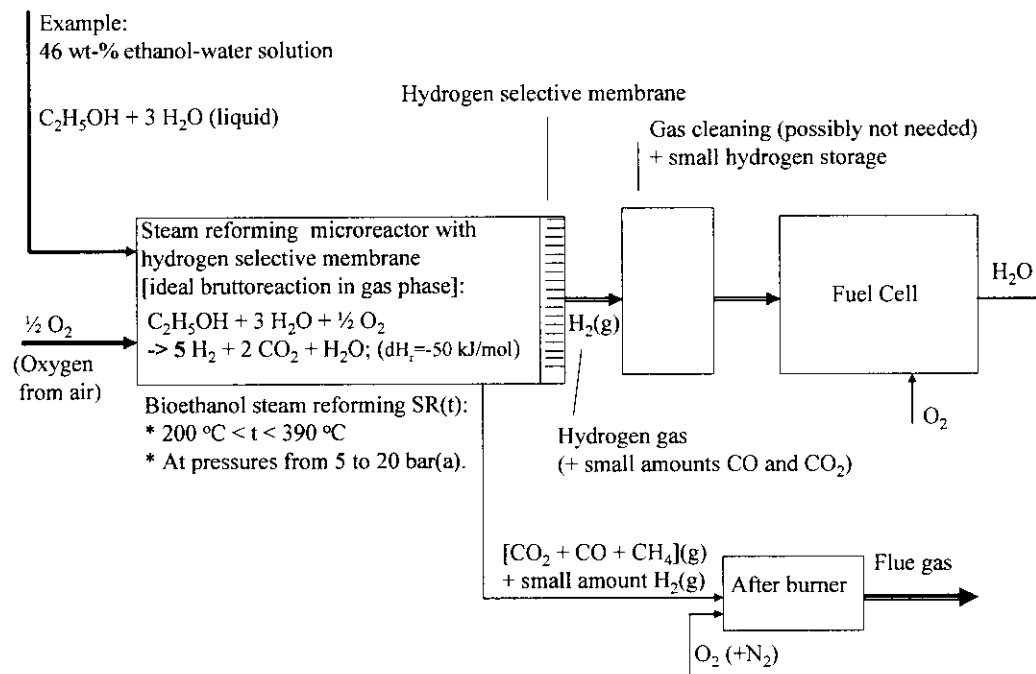 Example:
46 wt-% ethanol-water solution
C₂H₅OH + 3 H₂O (liquid)
Hydrogen selective membrane
Gas cleaning (possibly not needed)
+ small hydrogen storage
Steam reforming microreactor with
hydrogen selective membrane
[ideal bruttoreaction in gas phase]:
C₂H₅OH + 3 H₂O + ½ O₂
-> 5 H₂ + 2 CO₂ + H₂O; (dHᵣ=-50 kJ/mol)
½ O₂
(Oxygen
from air)
H₂(g)
Fuel Cell
H₂O
O₂
Bioethanol steam reforming SR(t):
* 200 °C < t < 390 °C
* At pressures from 5 to 20 bar(a).
Hydrogen gas
(+ small amounts CO and CO₂)
[CO₂ + CO + CH₄](g)
+ small amount H₂(g)
After burner
Flue gas
O₂ (+N₂)